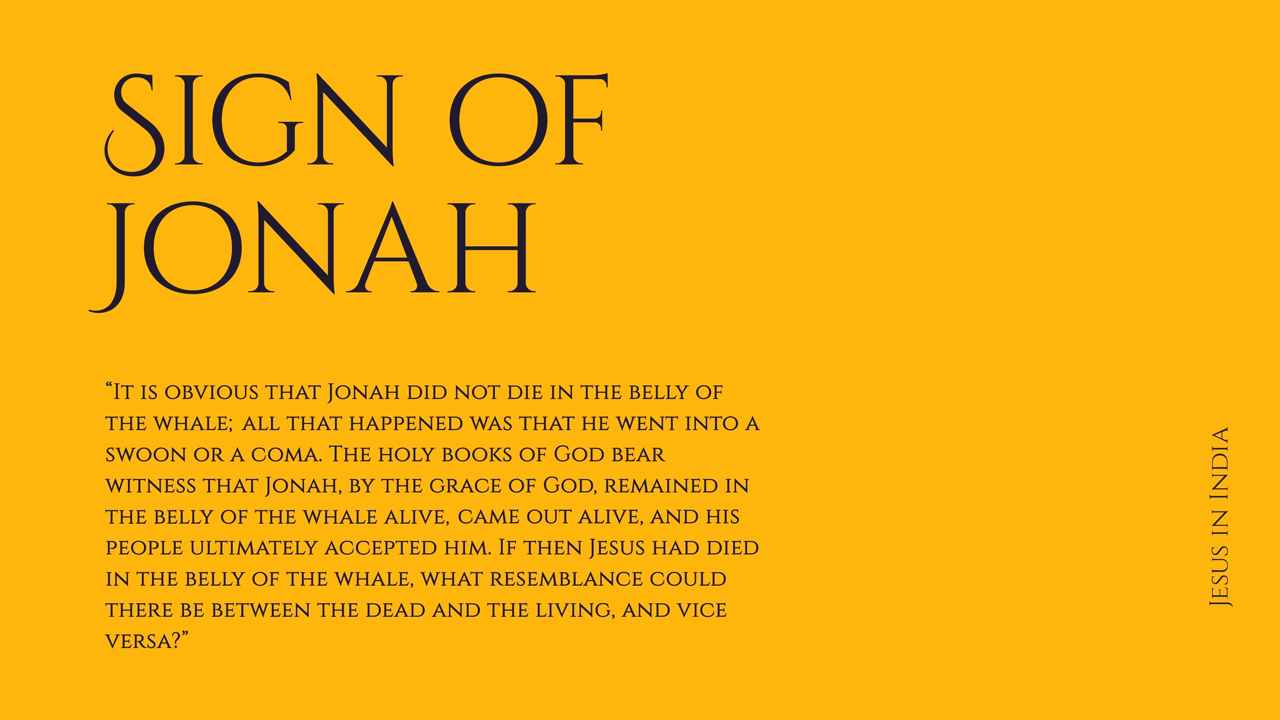 Sign of
Jonah
“It is obvious that Jonah did not die in the belly of
the whale; all that happened was that he went into a
swoon or a coma. The holy books of God bear
witness that Jonah, by the grace of God, remained in
the belly of the whale alive, came out alive, and his
people ultimately accepted him. If then Jesus had died
in the belly of the whale, what resemblance could
there be between the dead and the living, and vice
versa?”
Jesus in India